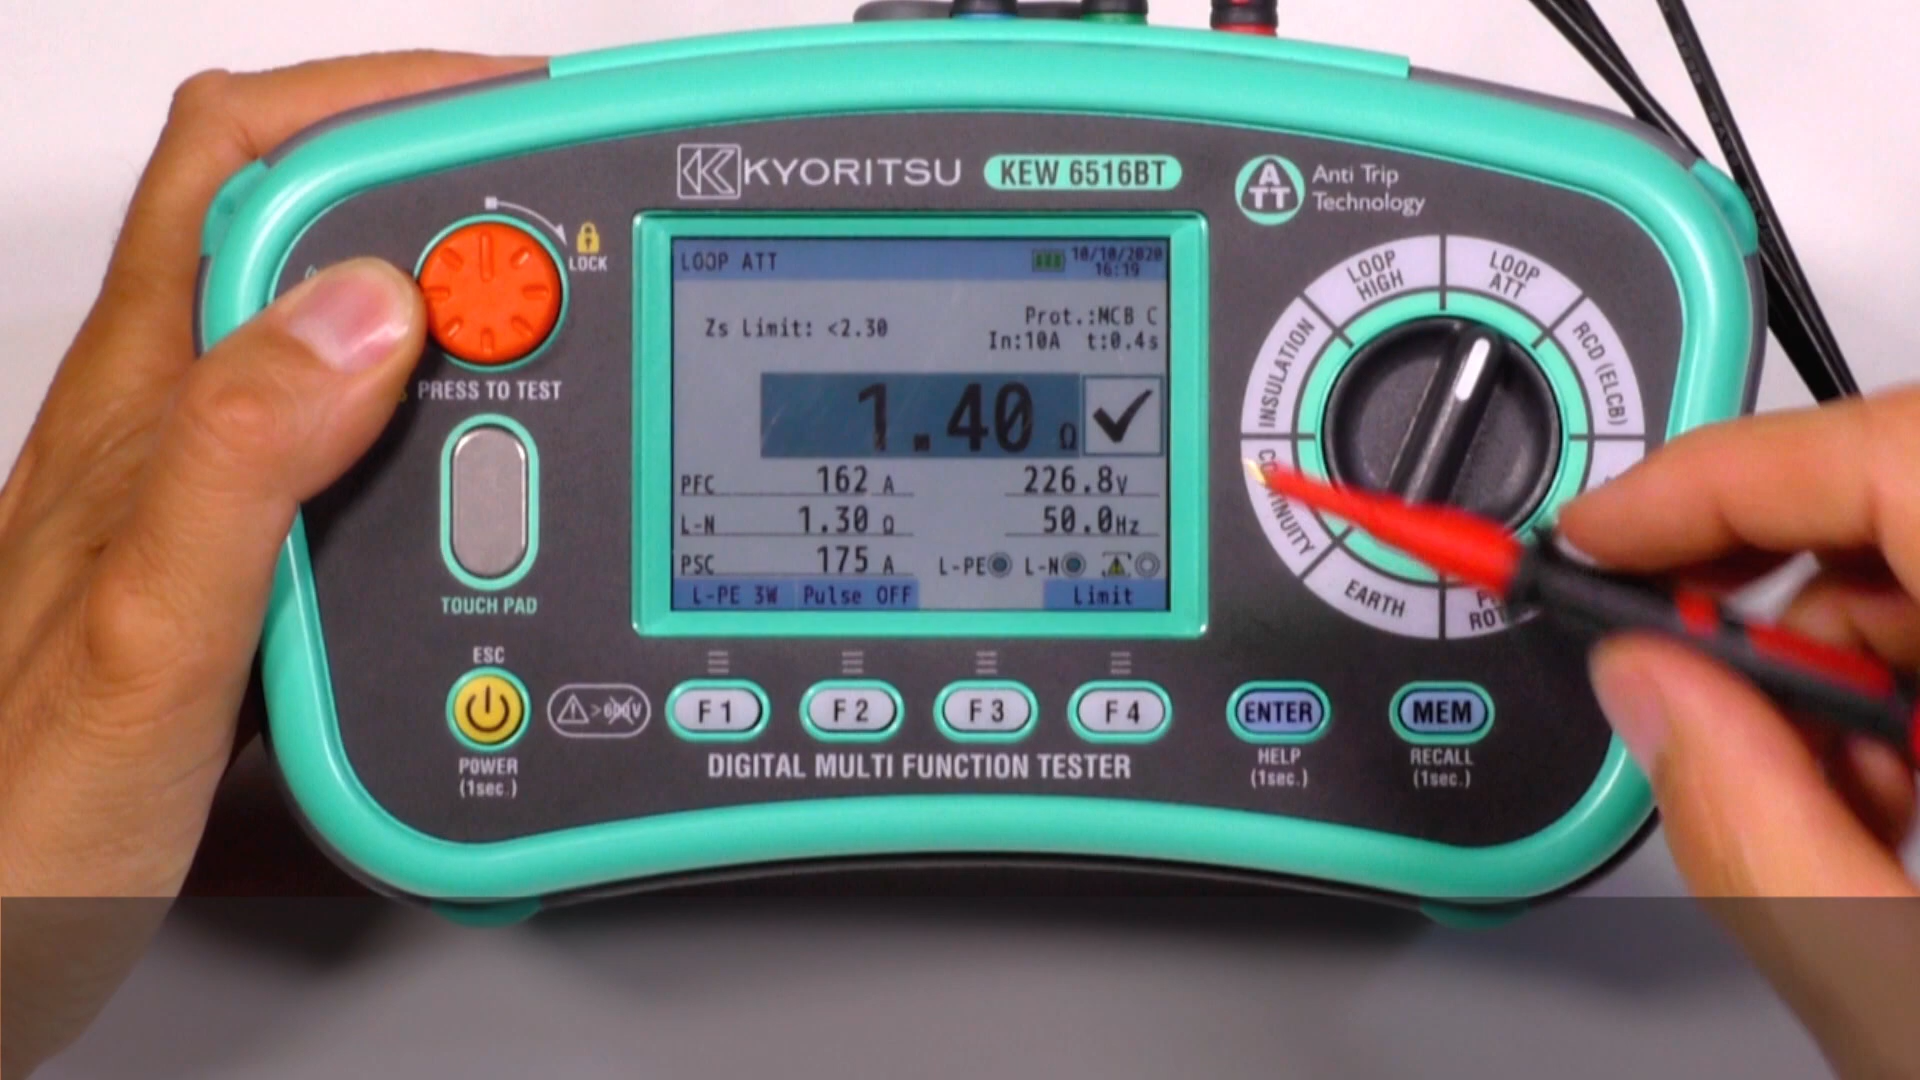 KYORITSU KEW 6516BT
ATT Anti Trip
Technology
LOCK
PRESS TO TEST
TOUCH PAD
ESC
POWER
(1sec.)
LOOP ATT 10/10/2020
16:19
Zs Limit: <2.30 Prot.:MCB C
In:10A t:0.4s
1.40 Ω
PFC 162 A 226.8V
L-N 1.30 Ω 50.0Hz
PSC 175 A L-PE L-N
L-PE 3W Pulse OFF Limit
INSULATION
LOOP
HIGH
LOOP
ATT
RCD (ELCB)
EARTH
>600V
F1 F2 F3 F4 ENTER MEM
DIGITAL MULTI FUNCTION TESTER
HELP
(1sec.)
RECALL
(1sec.)